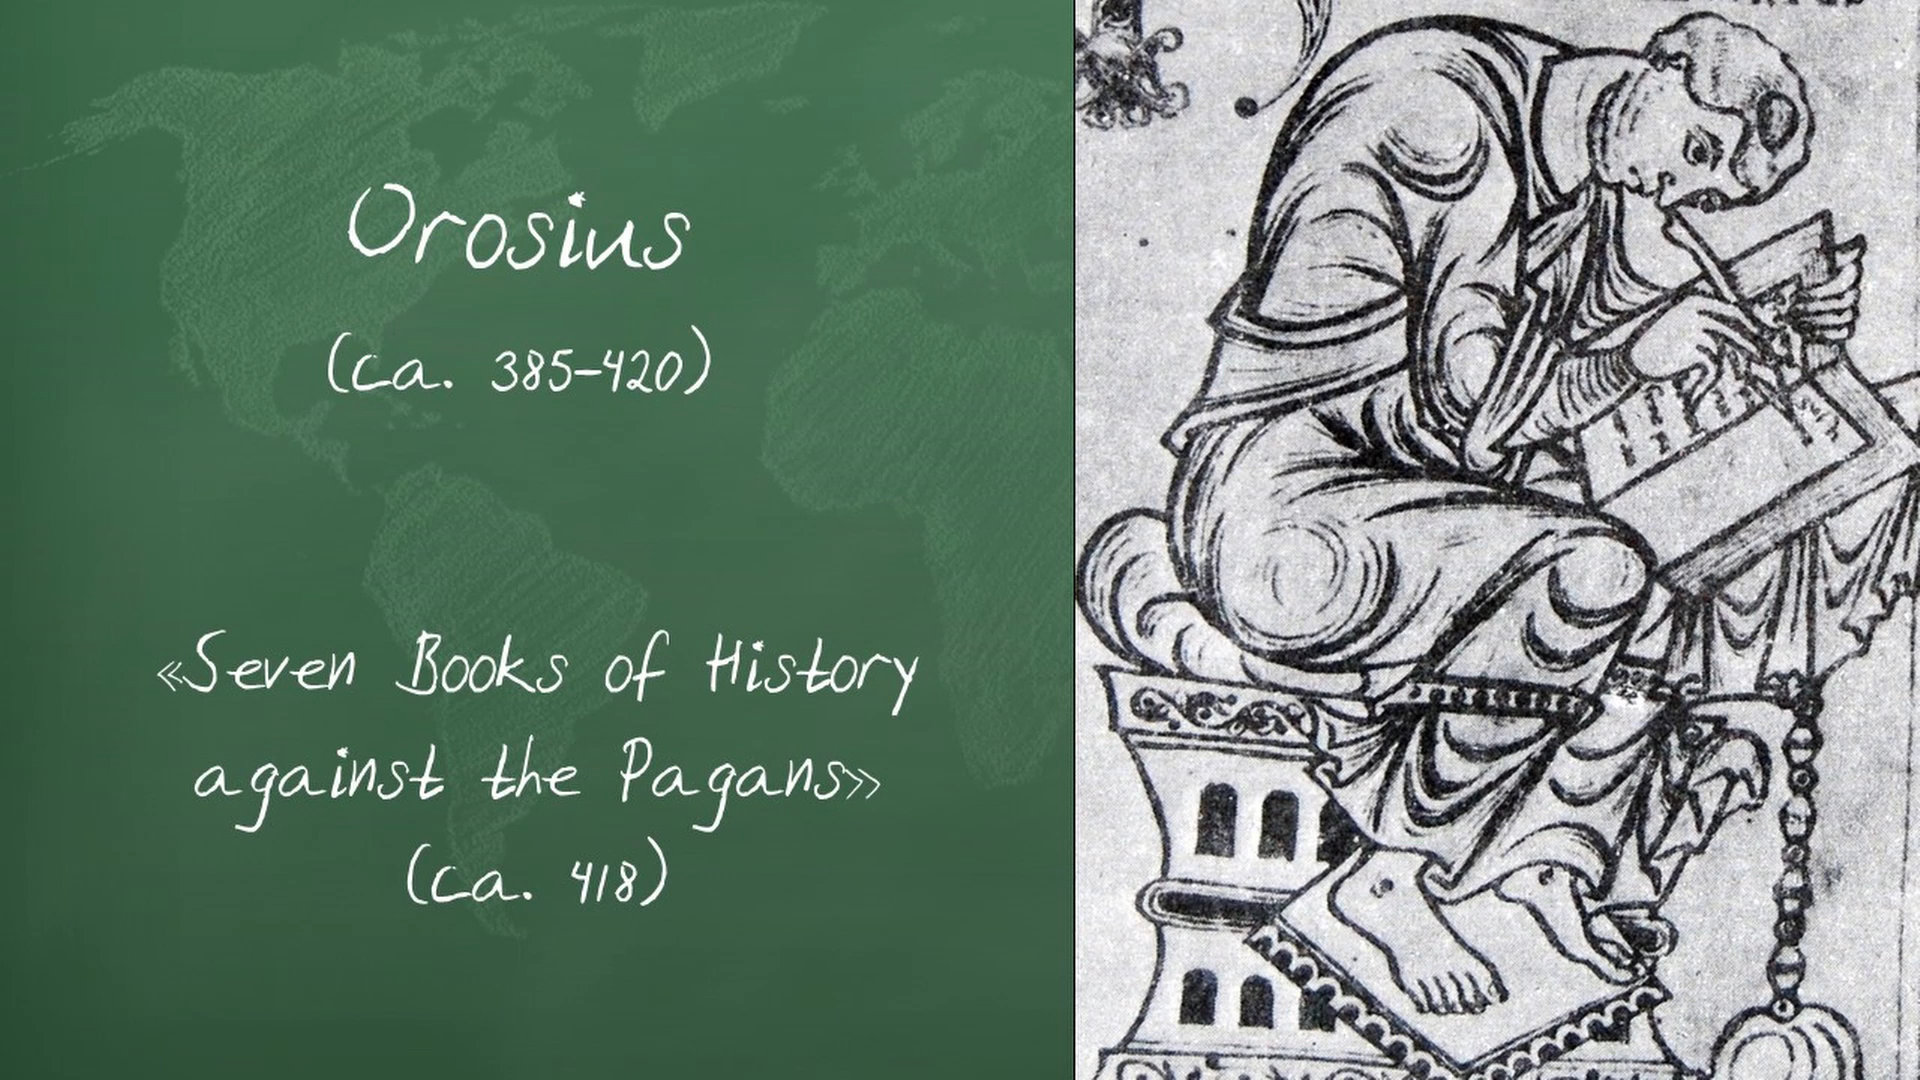 Orosius
(ca. 385–420)
«Seven Books of History
against the Pagans»
(ca. 418)